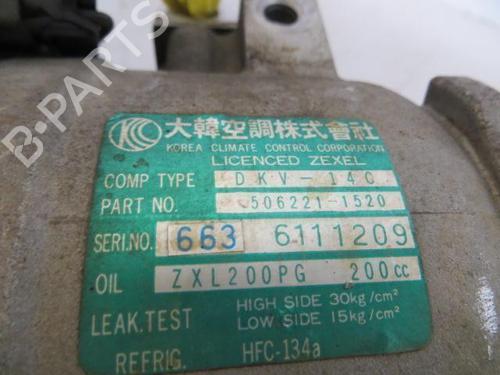 B-PARTS
KCC 大韓空調株式會社
KOREA CLIMATE CONTROL CORPORATION
LICENCED ZEXEL
COMP TYPE DKV-14C
PART NO. 506221-1520
SERI.NO. 663 6111209
OIL ZXL200PG 200cc
LEAK.TEST HIGH SIDE 30kg/cm²
LOW SIDE 15kg/cm²
REFRIG. HFC-134a